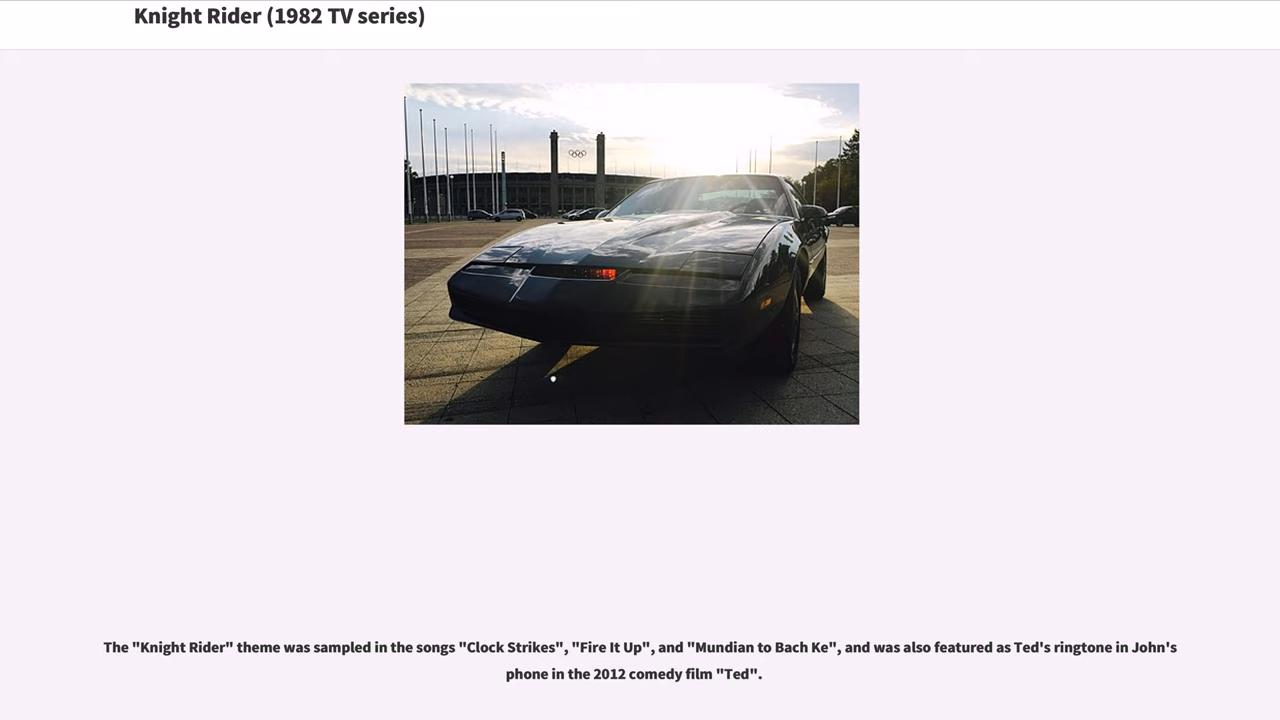 Knight Rider (1982 TV series)
The "Knight Rider" theme was sampled in the songs "Clock Strikes", "Fire It Up", and "Mundian to Bach Ke", and was also featured as Ted's ringtone in John's
phone in the 2012 comedy film "Ted".